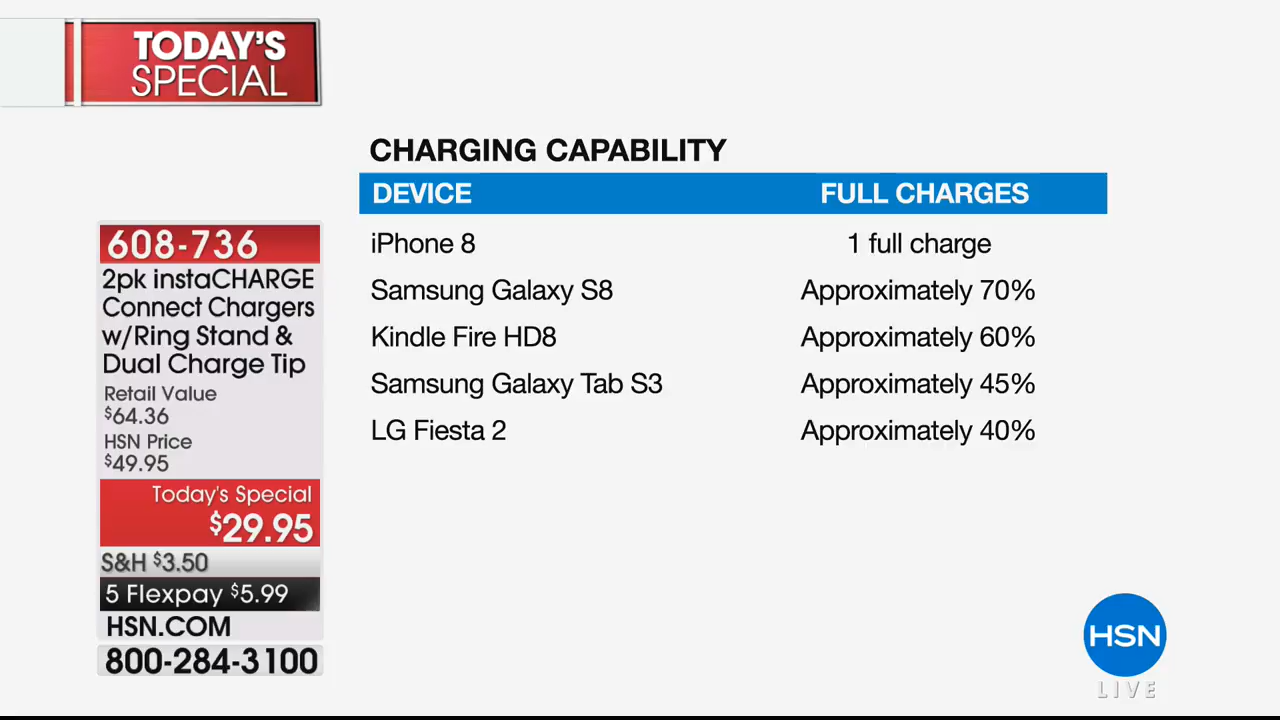 TODAY'S
SPECIAL
CHARGING CAPABILITY
DEVICE FULL CHARGES
iPhone 8 1 full charge
Samsung Galaxy S8 Approximately 70%
Kindle Fire HD8 Approximately 60%
Samsung Galaxy Tab S3 Approximately 45%
LG Fiesta 2 Approximately 40%
608-736
2pk instaCHARGE
Connect Chargers
w/Ring Stand &
Dual Charge Tip
Retail Value
$64.36
HSN Price
$49.95
Today's Special
$29.95
S&H $3.50
5 Flexpay $5.99
HSN.COM
800-284-3100
HSN
LIVE